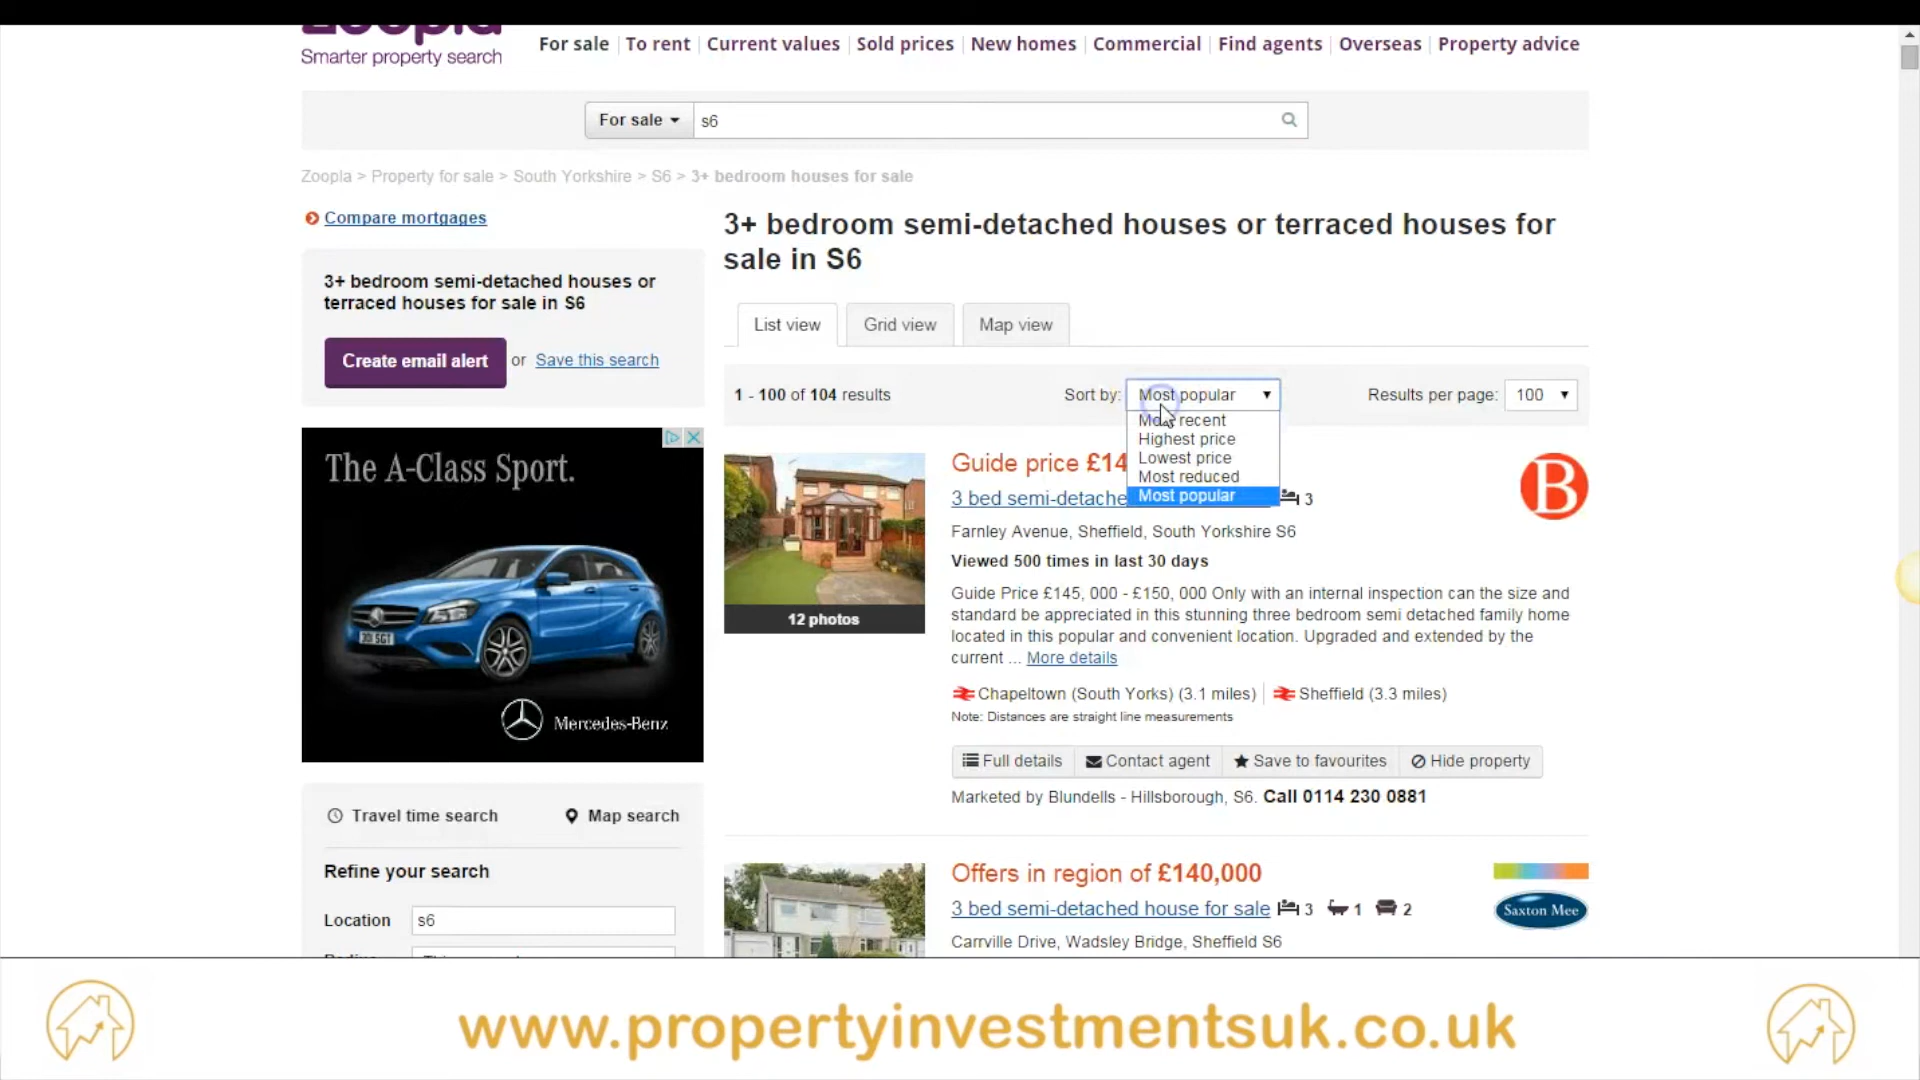 Zoopla
Smarter property search
For sale To rent Current values Sold prices New homes Commercial Find agents Overseas Property advice
For sale s6
Zoopla > Property for sale > South Yorkshire > S6 > 3+ bedroom houses for sale
Compare mortgages
3+ bedroom semi-detached houses or
terraced houses for sale in S6
Create email alert or Save this search
The A-Class Sport.
Mercedes-Benz
Travel time search Map search
Refine your search
Location s6
3+ bedroom semi-detached houses or terraced houses for
sale in S6
List view Grid view Map view
1 - 100 of 104 results Sort by: Most popular Results per page: 100
Most recent
Highest price
Lowest price
Most reduced
Most popular
Guide price £14
3 bed semi-detache 3
B
Farnley Avenue, Sheffield, South Yorkshire S6
Viewed 500 times in last 30 days
12 photos
Guide Price £145, 000 - £150, 000 Only with an internal inspection can the size and
standard be appreciated in this stunning three bedroom semi detached family home
located in this popular and convenient location. Upgraded and extended by the
current ... More details
Chapeltown (South Yorks) (3.1 miles) Sheffield (3.3 miles)
Note: Distances are straight line measurements
Full details Contact agent Save to favourites Hide property
Marketed by Blundells - Hillsborough, S6. Call 0114 230 0881
Offers in region of £140,000
3 bed semi-detached house for sale 3 1 2
Saxton Mee
Carrville Drive, Wadsley Bridge, Sheffield S6
www.propertyinvestmentsuk.co.uk